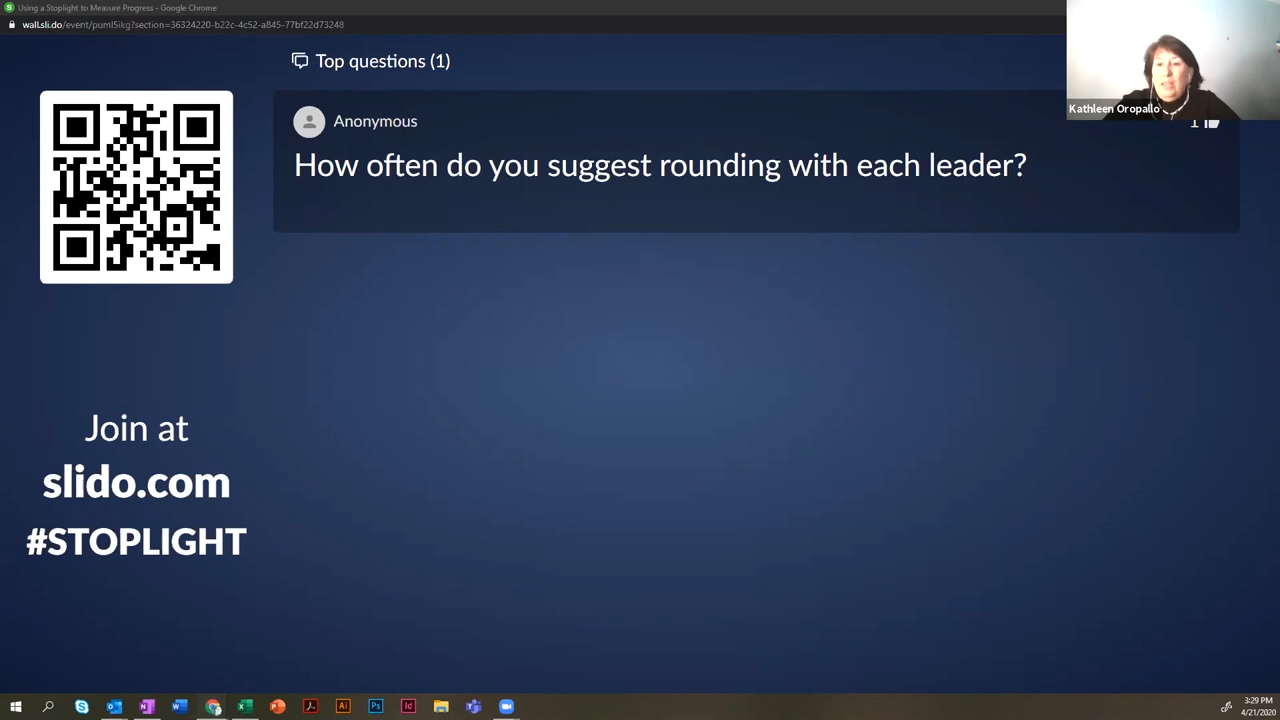 Using a Stoplight to Measure Progress - Google Chrome
wall.sli.do/event/puml5ikg?section=36324220-b22c-4c52-a845-77bf22d73248
Top questions (1)
Kathleen Oropallo
Anonymous
1
How often do you suggest rounding with each leader?
Join at
slido.com
#STOPLIGHT
3:29 PM
4/21/2020